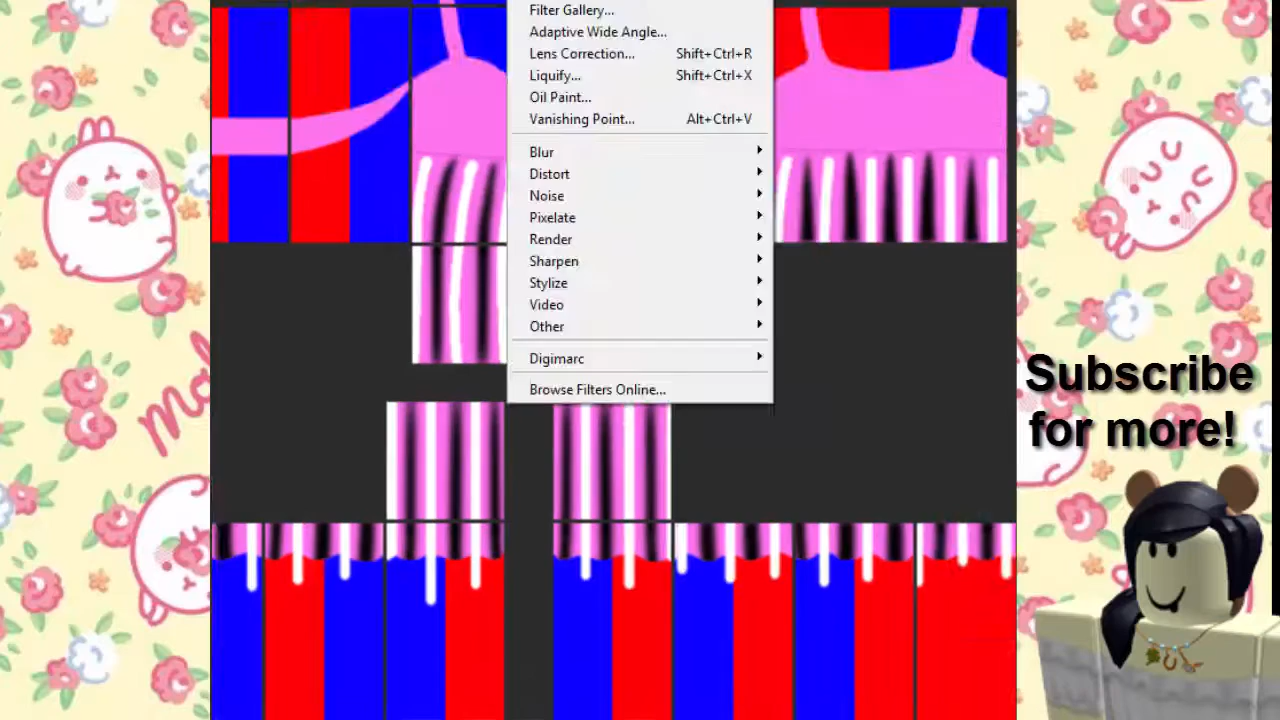 Filter Gallery...
Adaptive Wide Angle...
Lens Correction... Shift+Ctrl+R
Liquify... Shift+Ctrl+X
Oil Paint...
Vanishing Point... Alt+Ctrl+V
Blur
Distort
Noise
Pixelate
Render
Sharpen
Stylize
Video
Other
Digimarc
Browse Filters Online...
Subscribe
for more!